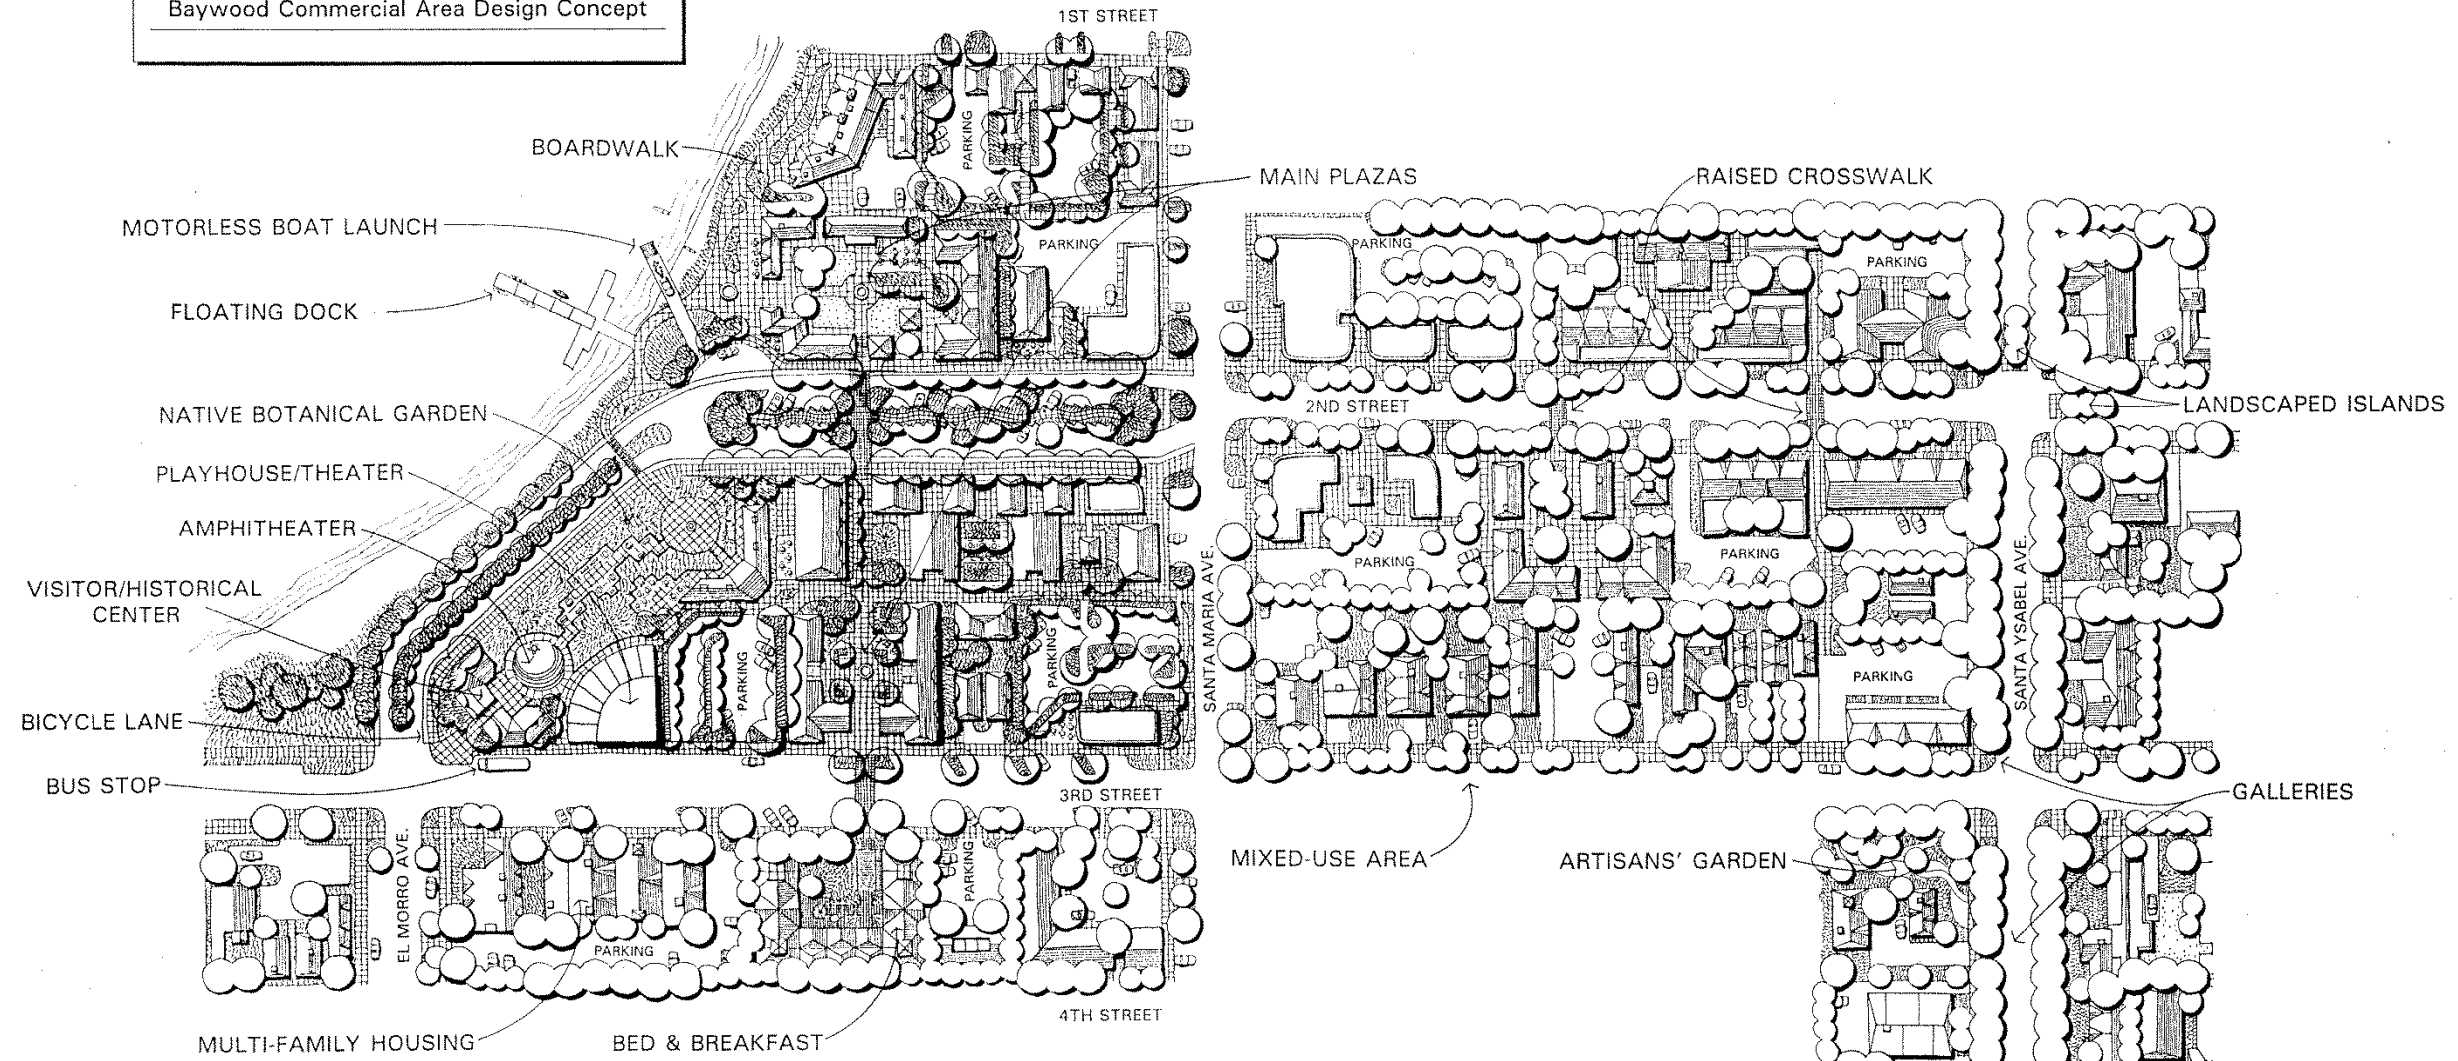 Baywood Commercial Area Design Concept
1ST STREET
BOARDWALK
PARKING
MAIN PLAZAS
RAISED CROSSWALK
MOTORLESS BOAT LAUNCH
PARKING
PARKING
PARKING
FLOATING DOCK
NATIVE BOTANICAL GARDEN
2ND STREET
LANDSCAPED ISLANDS
PLAYHOUSE/THEATER
AMPHITHEATER
PARKING
PARKING
VISITOR/HISTORICAL
CENTER
SANTA MARIA AVE.
SANTA YSABEL AVE.
PARKING
PARKING
PARKING
BICYCLE LANE
BUS STOP
3RD STREET
GALLERIES
MIXED-USE AREA
ARTISANS' GARDEN
EL MORRO AVE.
PARKING
PARKING
4TH STREET
MULTI-FAMILY HOUSING
BED & BREAKFAST